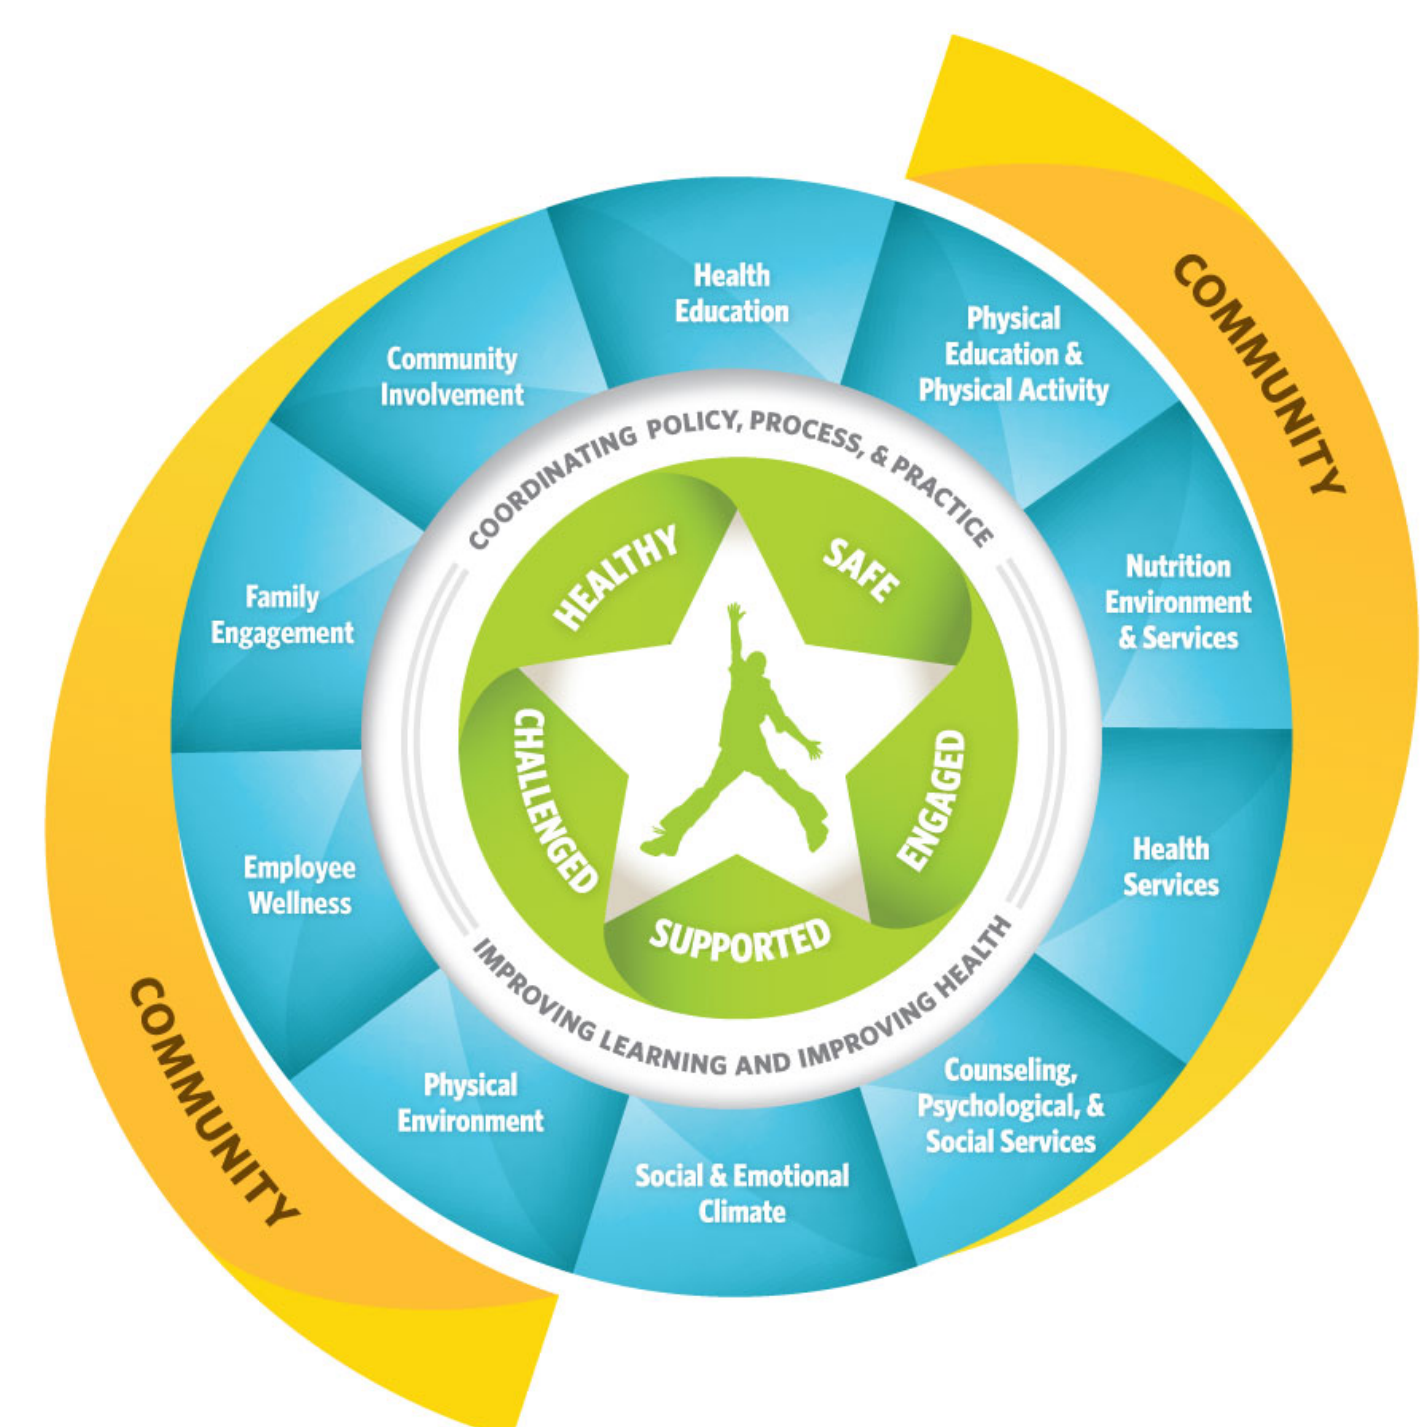 COMMUNITY
Health
Education
Physical
Education &
Physical Activity
Nutrition
Environment
& Services
Health
Services
Counseling,
Psychological, &
Social Services
Social & Emotional
Climate
Physical
Environment
Employee
Wellness
Family
Engagement
Community
Involvement
COORDINATING POLICY, PROCESS, & PRACTICE
IMPROVING LEARNING AND IMPROVING HEALTH
HEALTHY
SAFE
ENGAGED
SUPPORTED
CHALLENGED
COMMUNITY